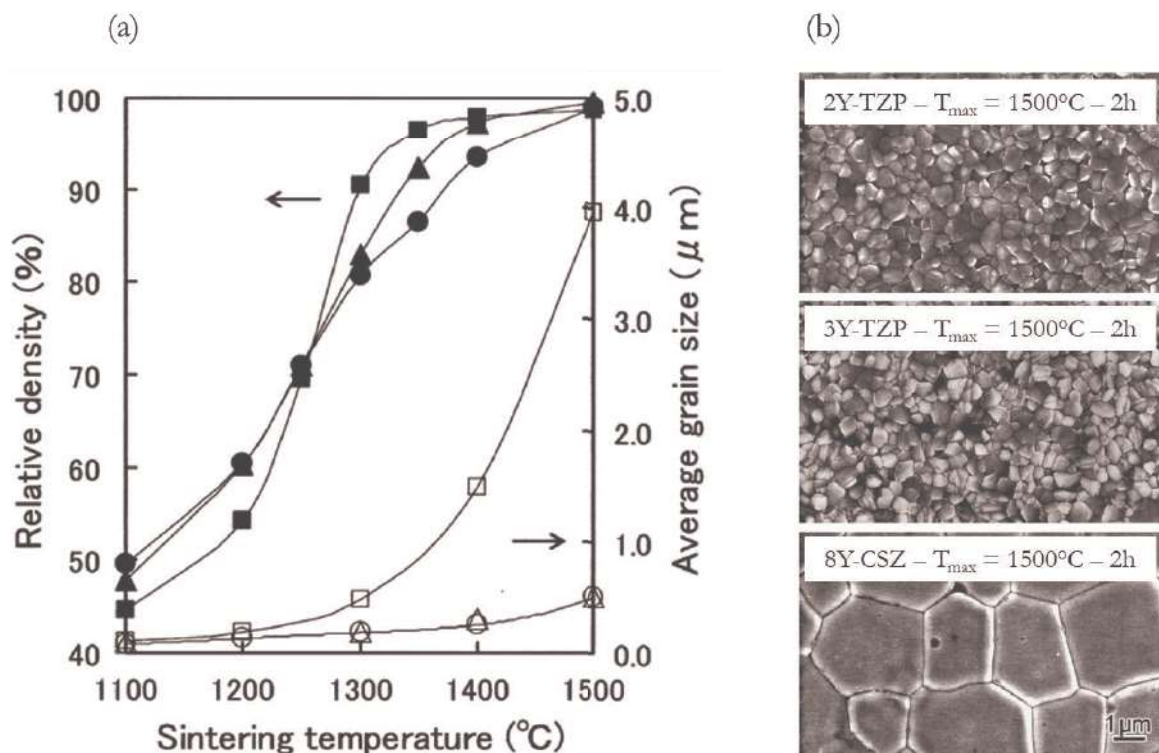 (a)
(b)
100
90
80
70
60
50
40
Relative density (%)
1100
1200
1300
1400
1500
Sintering temperature (°C)
5.0
4.0
3.0
2.0
1.0
0.0
Average grain size (μm)
2Y-TZP – Tmax = 1500°C – 2h
3Y-TZP – Tmax = 1500°C – 2h
8Y-CSZ – Tmax = 1500°C – 2h
1μm